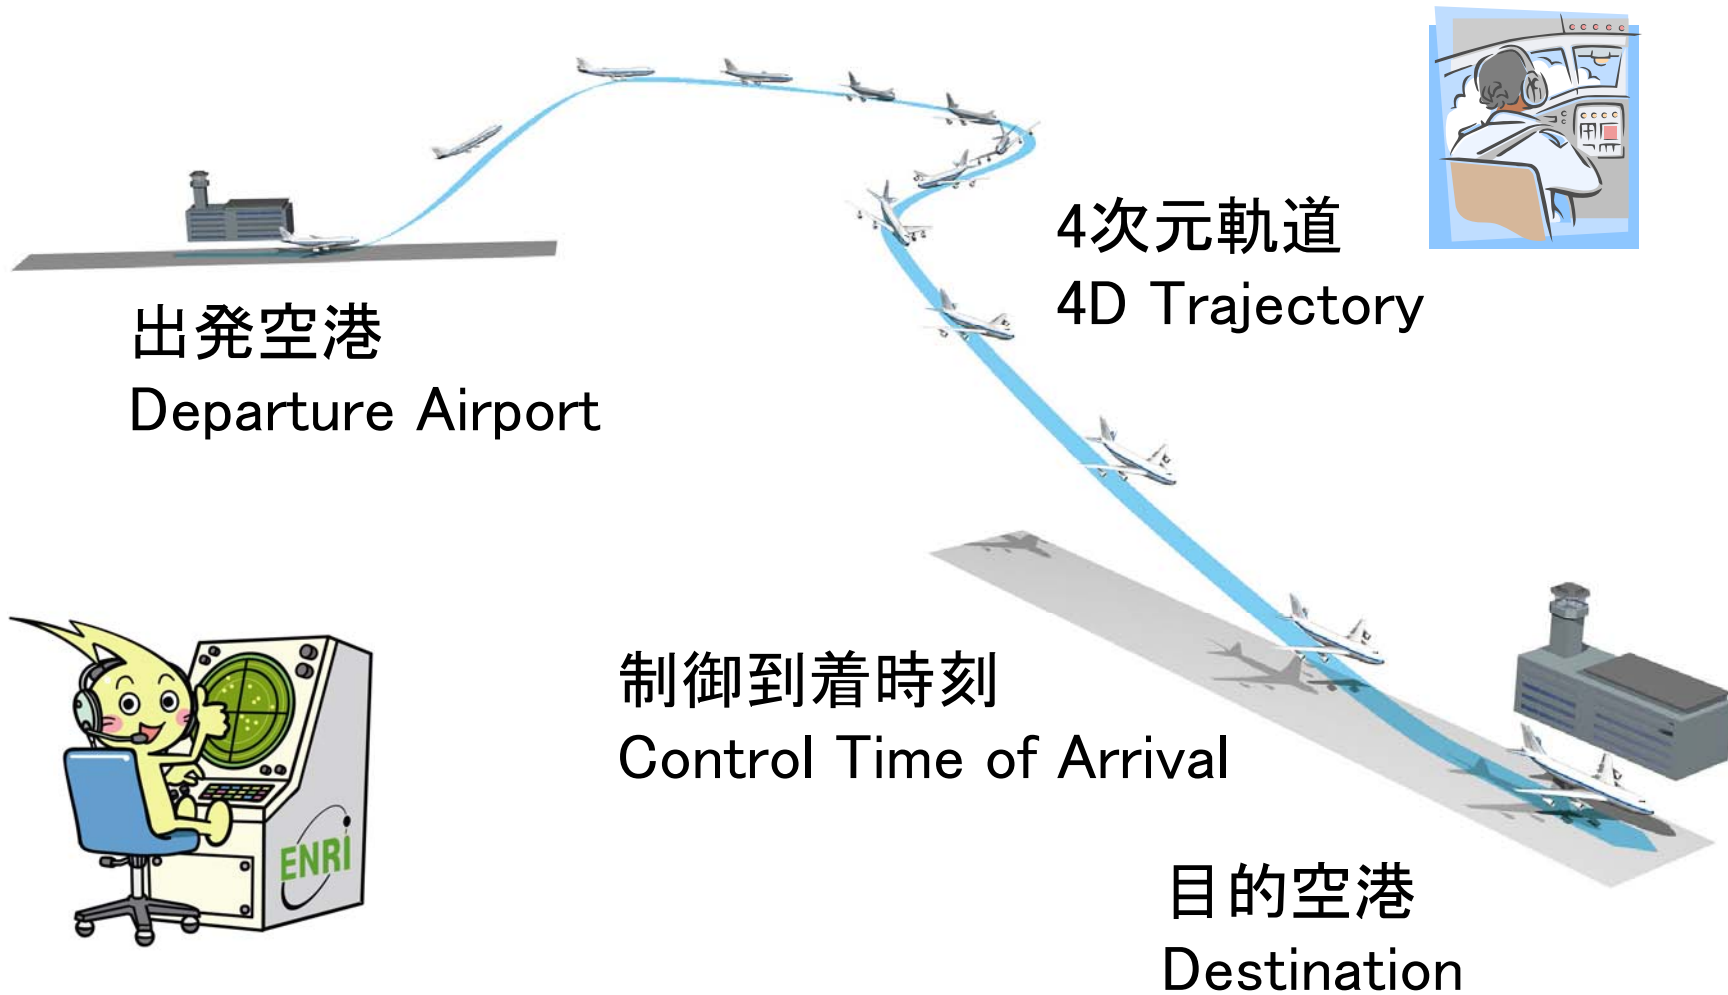 4次元軌道
4D Trajectory
出発空港
Departure Airport
制御到着時刻
Control Time of Arrival
ENRI
目的空港
Destination